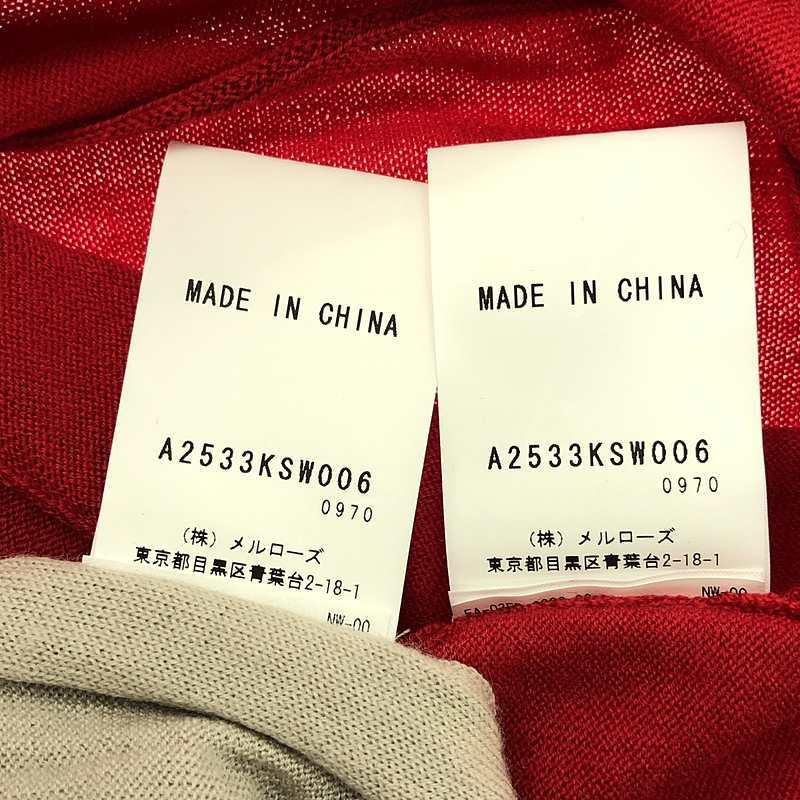 MADE IN CHINA
A2533KSW006
0970
(株) メルローズ
東京都目黒区青葉台2-18-1
NW-00
MADE IN CHINA
A2533KSW006
0970
(株) メルローズ
東京都目黒区青葉台2-18-1
NW-00